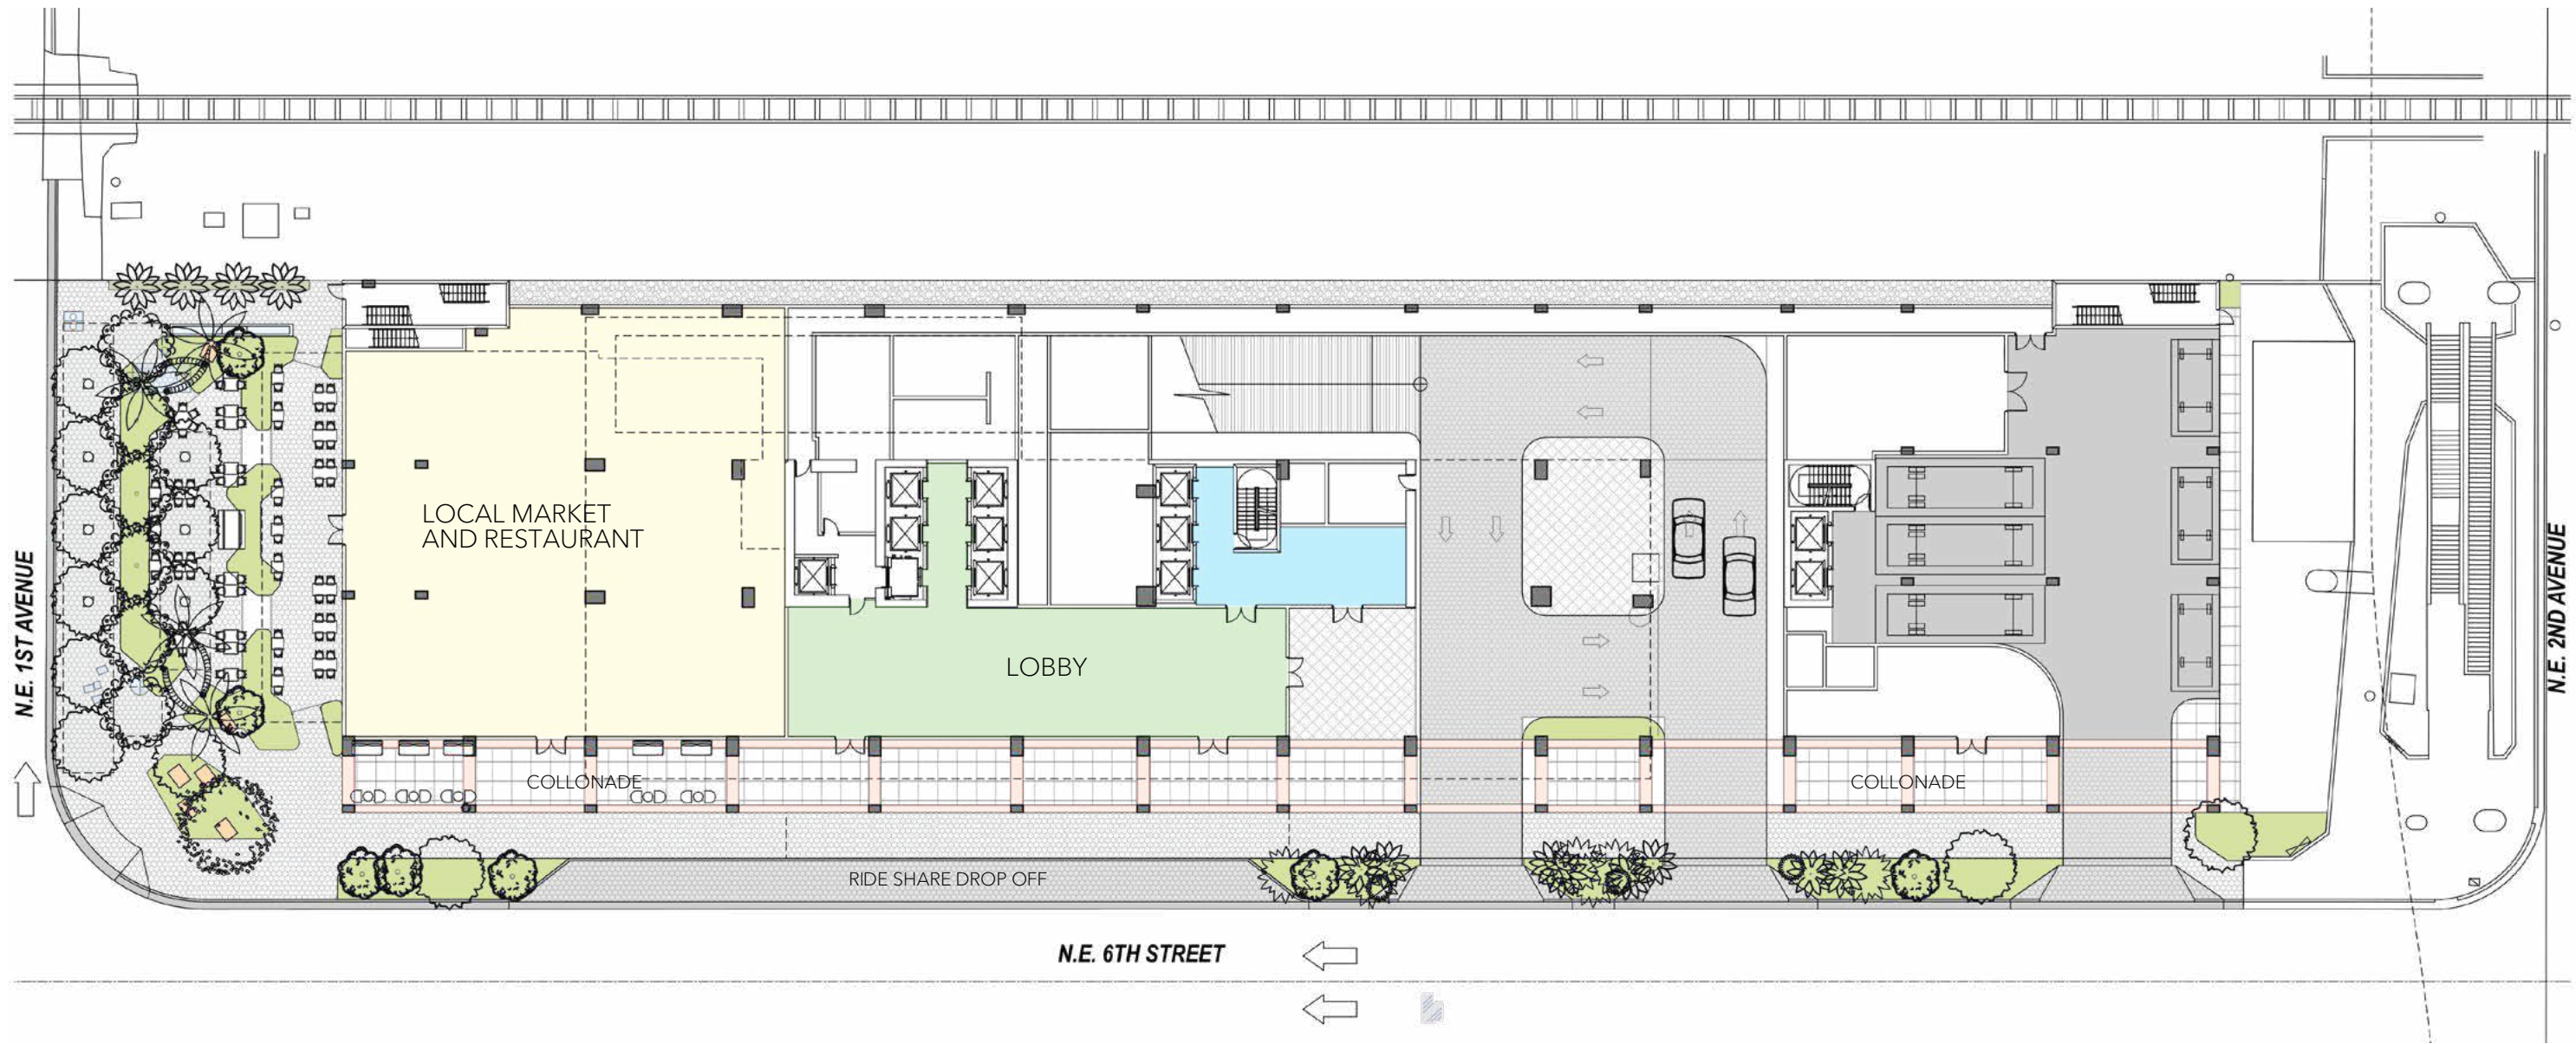 LOCAL MARKET
AND RESTAURANT
LOBBY
N.E. 1ST AVENUE
N.E. 2ND AVENUE
COLLONADE
COLLONADE
RIDE SHARE DROP OFF
N.E. 6TH STREET